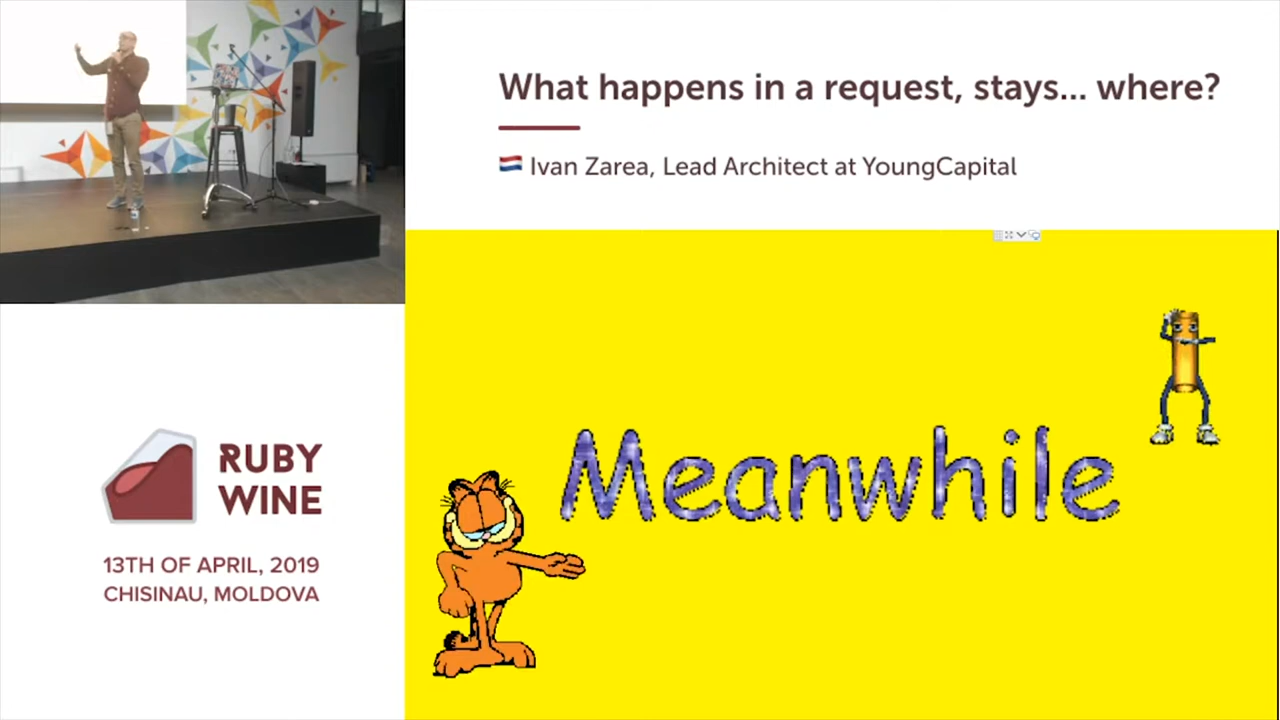 What happens in a request, stays... where?
Ivan Zarea, Lead Architect at YoungCapital
RUBY
WINE
13TH OF APRIL, 2019
CHISINAU, MOLDOVA
Meanwhile